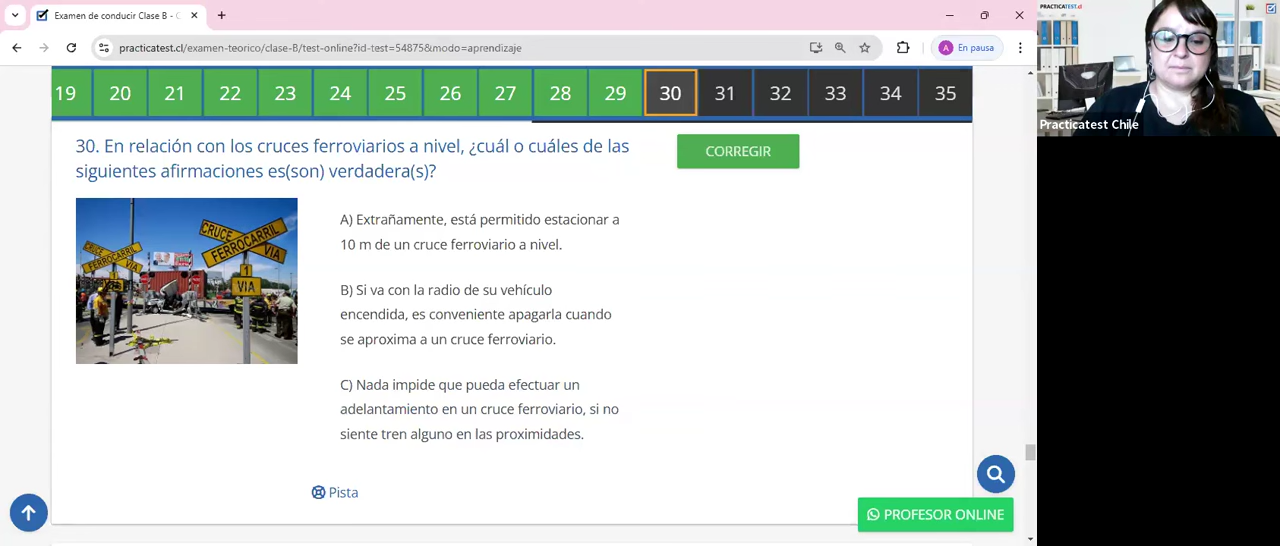 Examen de conducir Clase B - C
practicatest.cl/examen-teorico/clase-B/test-online?id-test=54875&modo=aprendizaje
A
En pausa
PRACTICATEST.cl
Practicatest Chile
19 20 21 22 23 24 25 26 27 28 29 30 31 32 33 34 35
30. En relación con los cruces ferroviarios a nivel, ¿cuál o cuáles de las
siguientes afirmaciones es(son) verdadera(s)?
CORREGIR
CRUCE
FERROCARRIL
VIA
CRUCE
FERROCARRIL
VIA
1
VIA
A) Extrañamente, está permitido estacionar a
10 m de un cruce ferroviario a nivel.
B) Si va con la radio de su vehículo
encendida, es conveniente apagarla cuando
se aproxima a un cruce ferroviario.
C) Nada impide que pueda efectuar un
adelantamiento en un cruce ferroviario, si no
siente tren alguno en las proximidades.
Pista
PROFESOR ONLINE